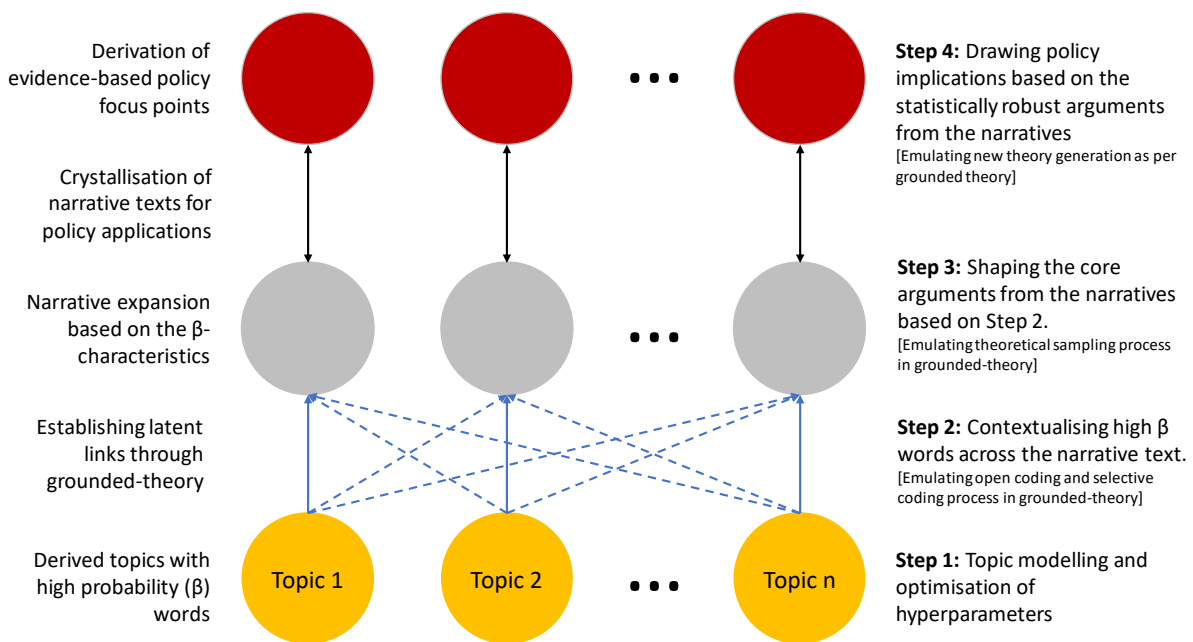 Derivation of
evidence-based policy
focus points
Step 4: Drawing policy
implications based on the
statistically robust arguments
from the narratives
[Emulating new theory generation as per
grounded theory]
Crystallisation of
narrative texts for
policy applications
Narrative expansion
based on the β-
characteristics
Step 3: Shaping the core
arguments from the narratives
based on Step 2.
[Emulating theoretical sampling process
in grounded-theory]
Establishing latent
links through
grounded-theory
Step 2: Contextualising high β
words across the narrative text.
[Emulating open coding and selective
coding process in grounded-theory]
Derived topics with
high probability (β)
words
Topic 1
Topic 2
Topic n
Step 1: Topic modelling and
optimisation of
hyperparameters